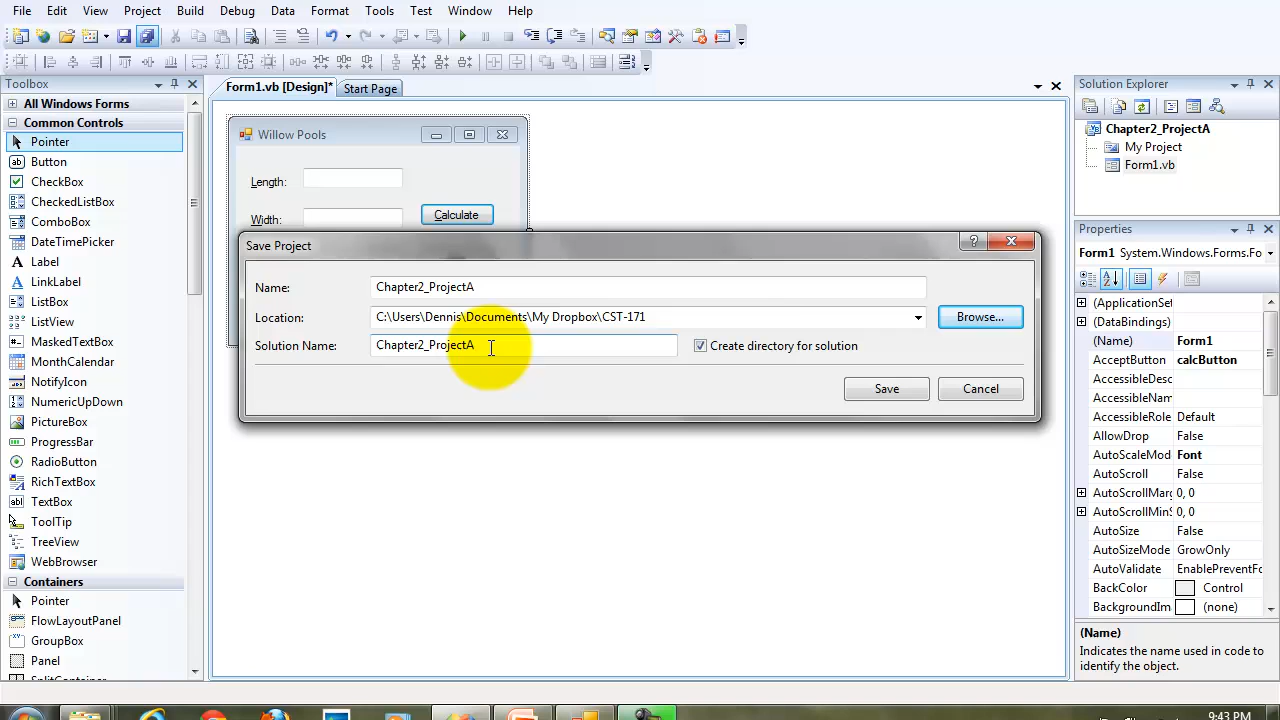 File Edit View Project Build Debug Data Format Tools Test Window Help
Toolbox
All Windows Forms
Common Controls
Pointer
Button
CheckBox
CheckedListBox
ComboBox
DateTimePicker
Label
LinkLabel
ListBox
ListView
MaskedTextBox
MonthCalendar
NotifyIcon
NumericUpDown
PictureBox
ProgressBar
RadioButton
RichTextBox
TextBox
ToolTip
TreeView
WebBrowser
Containers
Pointer
FlowLayoutPanel
GroupBox
Panel
SplitContainer
Form1.vb [Design]* Start Page
Willow Pools
Length:
Width:
Calculate
Save Project
Name: Chapter2_ProjectA
Location: C:\Users\Dennis\Documents\My Dropbox\CST-171 Browse...
Solution Name: Chapter2_ProjectA Create directory for solution
Save Cancel
Solution Explorer
Chapter2_ProjectA
My Project
Form1.vb
Properties
Form1 System.Windows.Forms.Fo
(ApplicationSet
(DataBindings)
(Name) Form1
AcceptButton calcButton
AccessibleDesc
AccessibleNam
AccessibleRole Default
AllowDrop False
AutoScaleMod Font
AutoScroll False
AutoScrollMarg 0, 0
AutoScrollMinS 0, 0
AutoSize False
AutoSizeMode GrowOnly
AutoValidate EnablePreventFo
BackColor Control
BackgroundIm (none)
(Name)
Indicates the name used in code to
identify the object.
9:43 PM